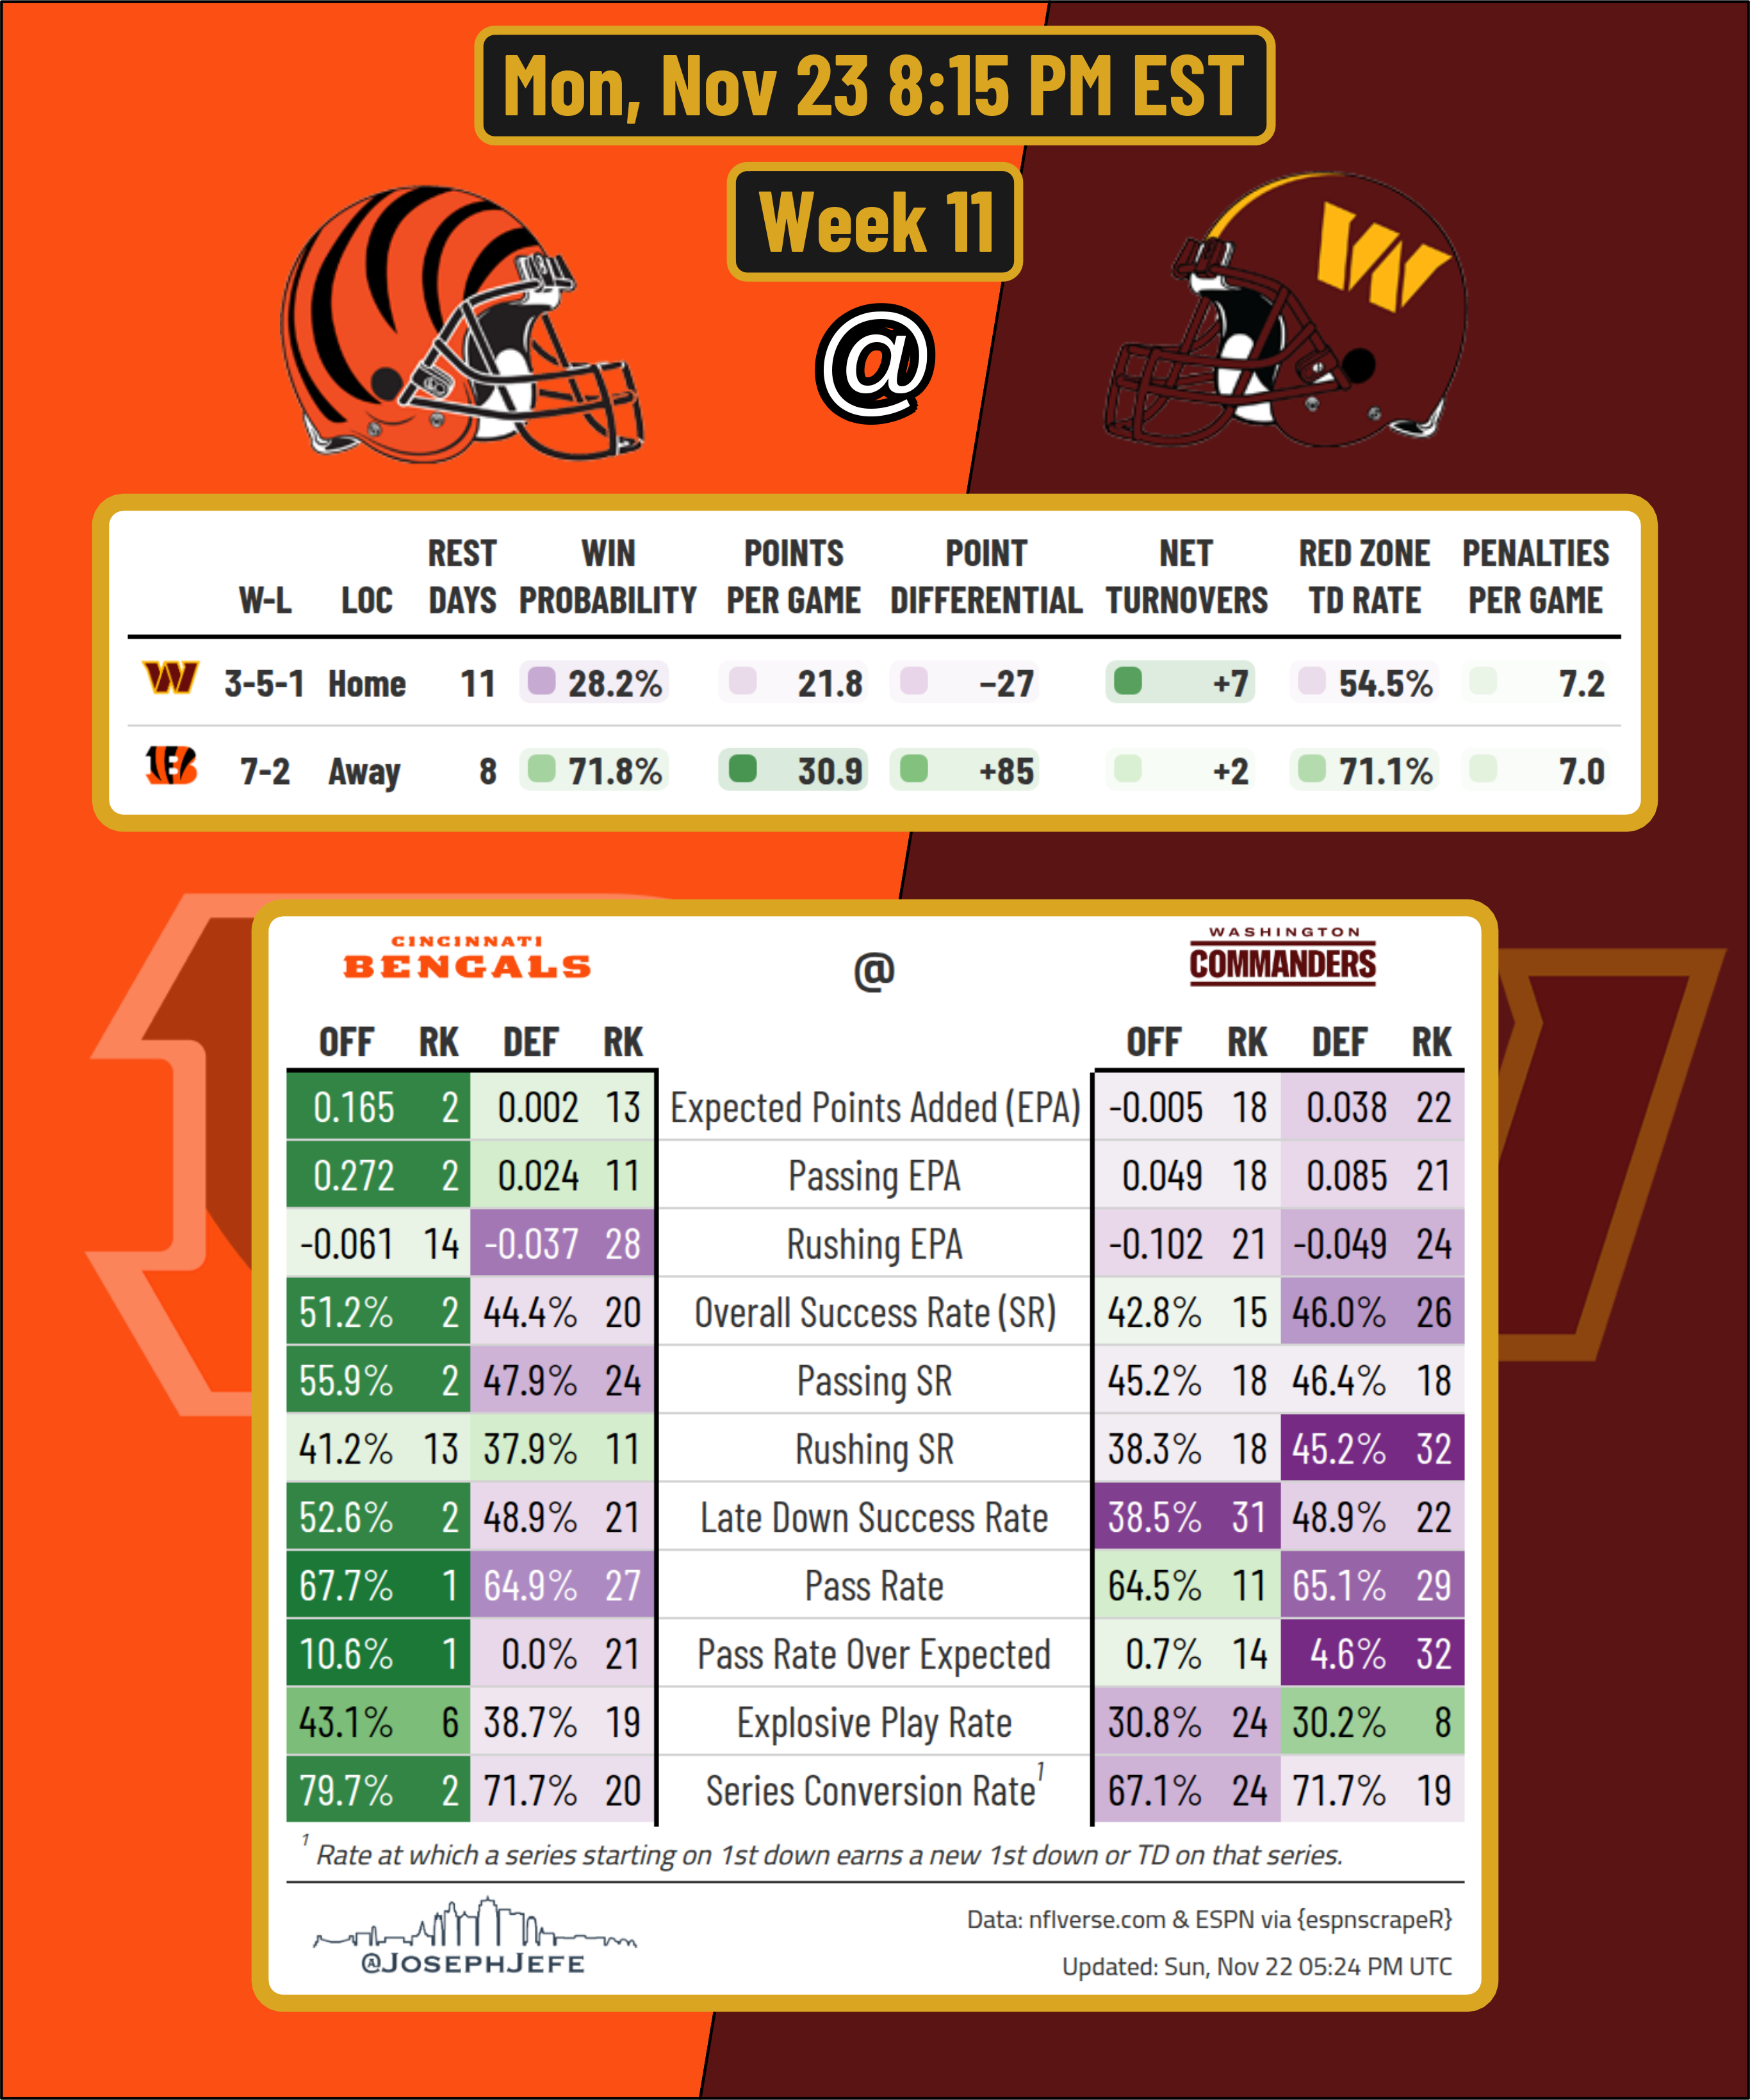 Mon, Nov 23 8:15 PM EST
Week 11
@
W-L LOC REST DAYS WIN PROBABILITY POINTS PER GAME POINT DIFFERENTIAL NET TURNOVERS RED ZONE TD RATE PENALTIES PER GAME
W 3-5-1 Home 11 28.2% 21.8 −27 +7 54.5% 7.2
7-2 Away 8 71.8% 30.9 +85 +2 71.1% 7.0
CINCINNATI BENGALS @ WASHINGTON COMMANDERS
OFF RK DEF RK OFF RK DEF RK
0.165 2 0.002 13 Expected Points Added (EPA) -0.005 18 0.038 22
0.272 2 0.024 11 Passing EPA 0.049 18 0.085 21
-0.061 14 -0.037 28 Rushing EPA -0.102 21 -0.049 24
51.2% 2 44.4% 20 Overall Success Rate (SR) 42.8% 15 46.0% 26
55.9% 2 47.9% 24 Passing SR 45.2% 18 46.4% 18
41.2% 13 37.9% 11 Rushing SR 38.3% 18 45.2% 32
52.6% 2 48.9% 21 Late Down Success Rate 38.5% 31 48.9% 22
67.7% 1 64.9% 27 Pass Rate 64.5% 11 65.1% 29
10.6% 1 0.0% 21 Pass Rate Over Expected 0.7% 14 4.6% 32
43.1% 6 38.7% 19 Explosive Play Rate 30.8% 24 30.2% 8
79.7% 2 71.7% 20 Series Conversion Rate¹ 67.1% 24 71.7% 19
¹ Rate at which a series starting on 1st down earns a new 1st down or TD on that series.
@JOSEPHJEFE
Data: nflverse.com & ESPN via {espnscrapeR}
Updated: Sun, Nov 22 05:24 PM UTC